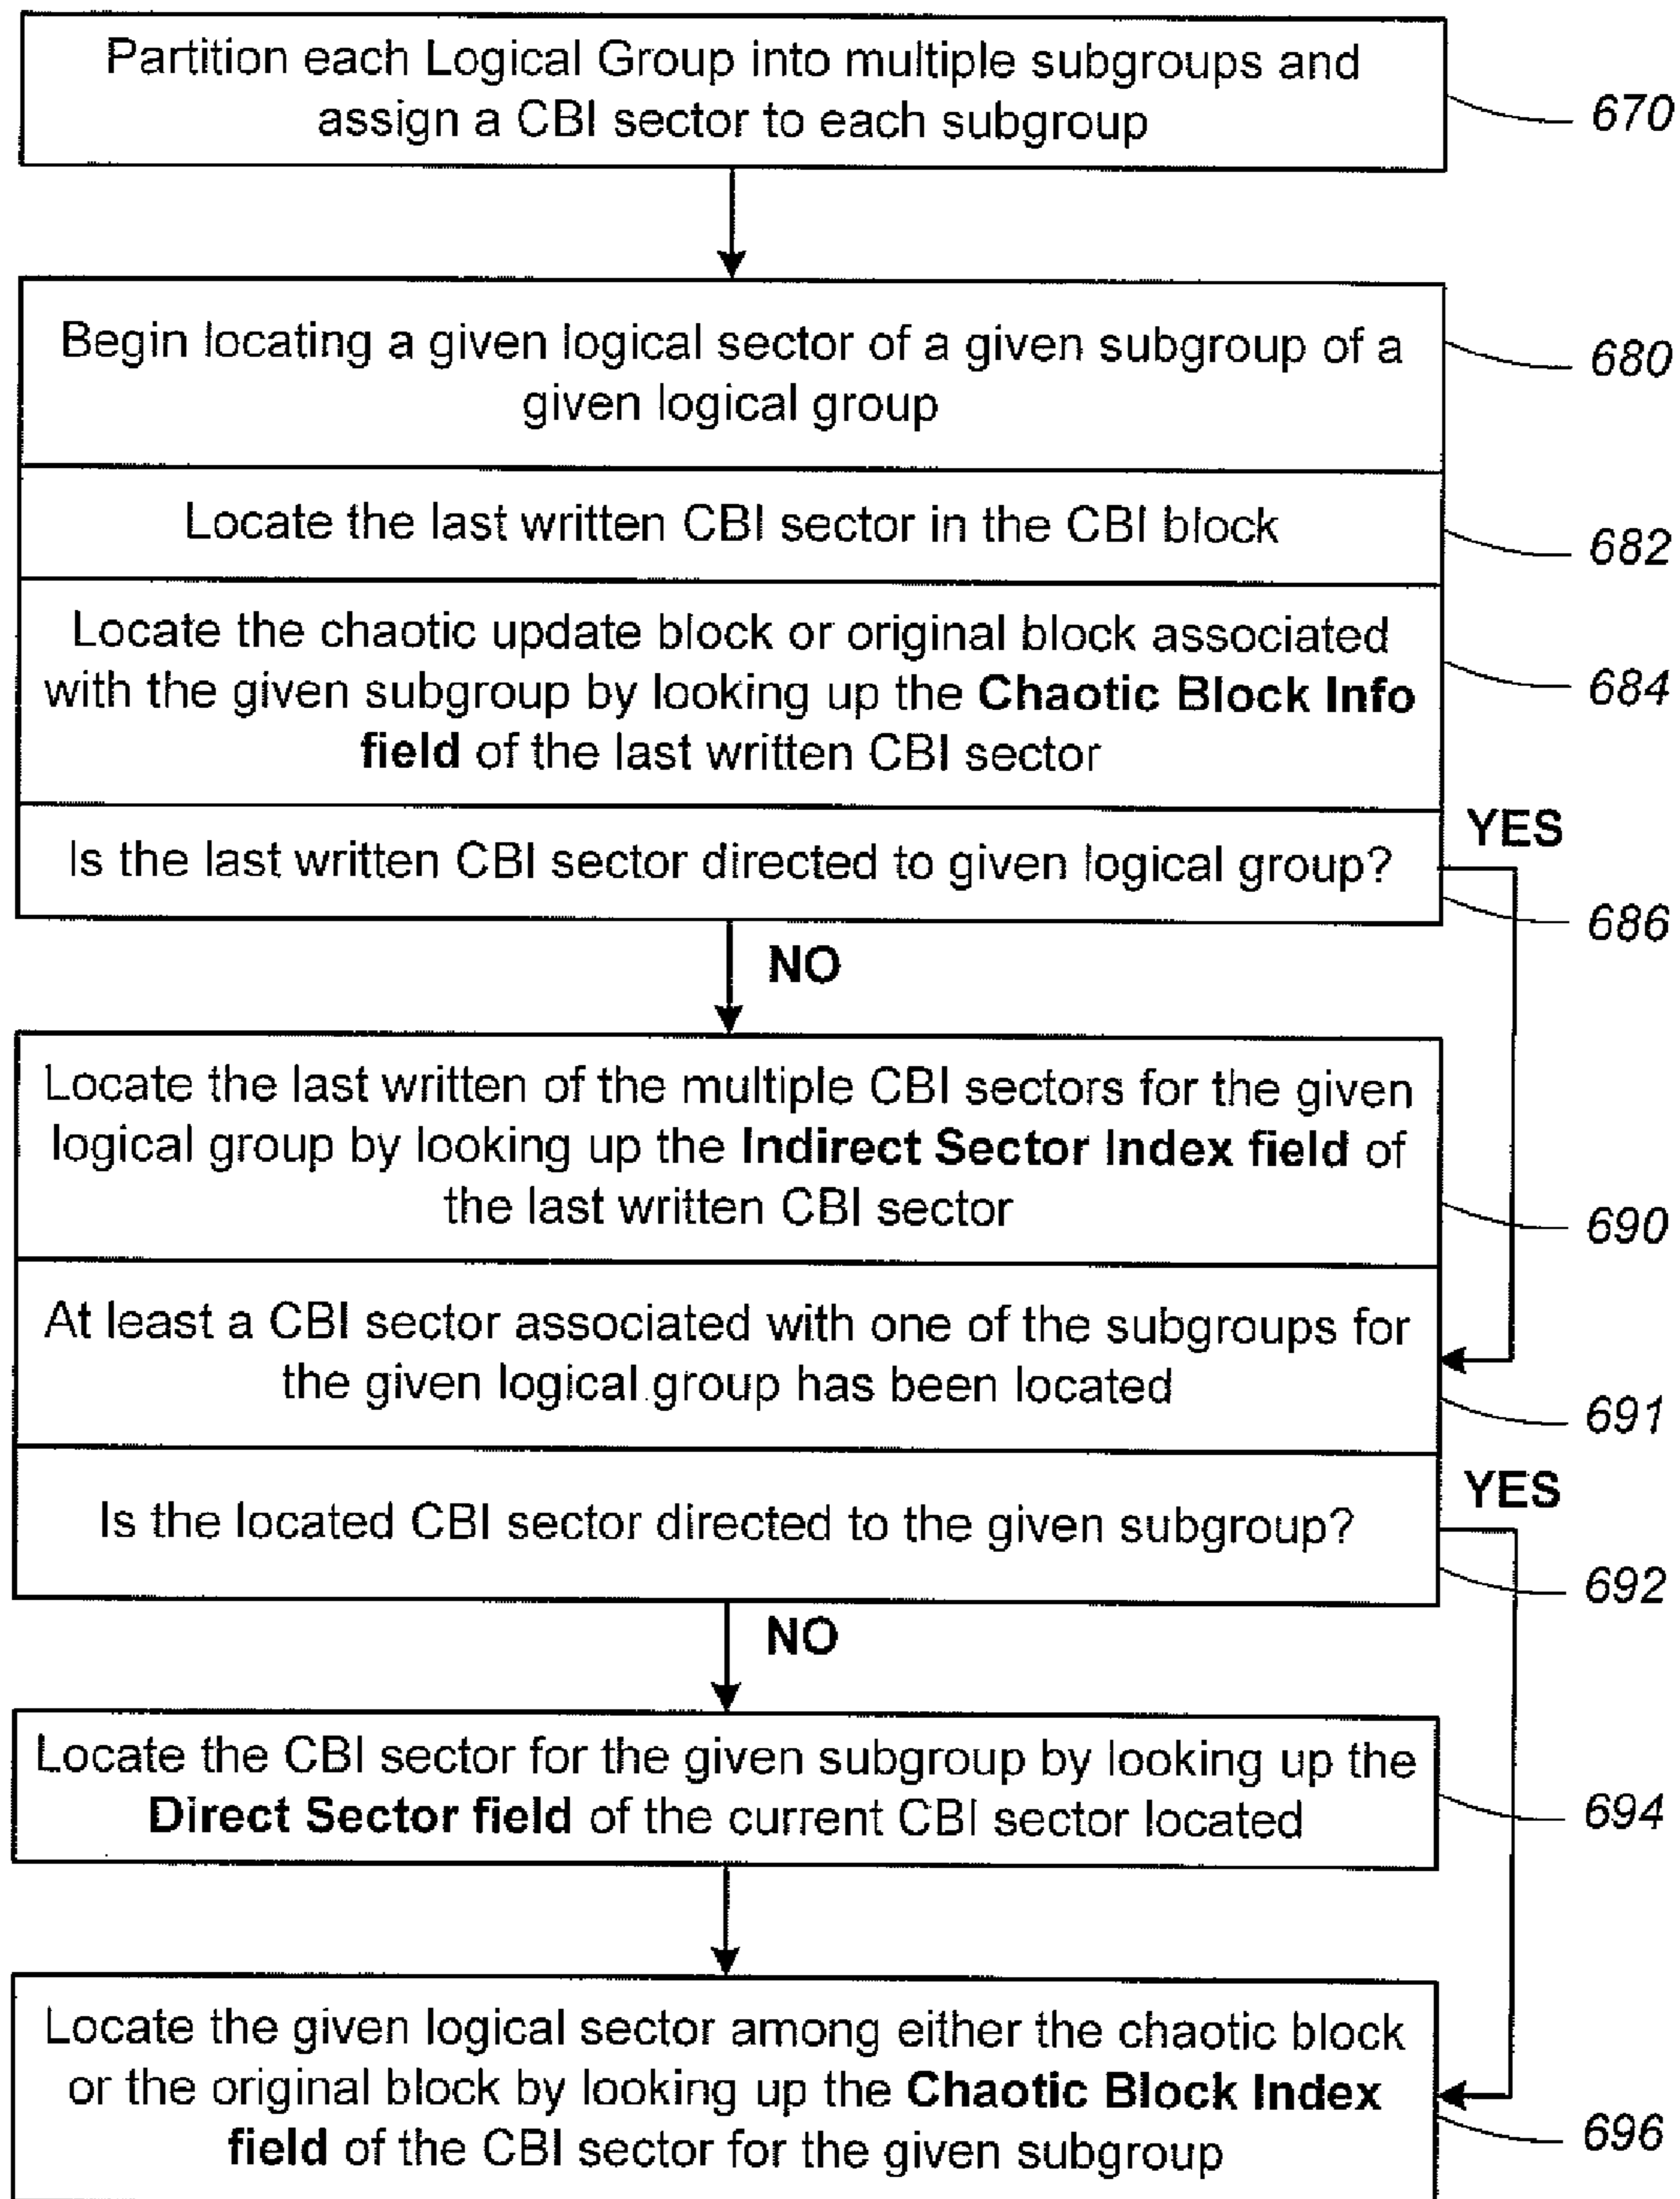 Partition each Logical Group into multiple subgroups and
assign a CBI sector to each subgroup
670
Begin locating a given logical sector of a given subgroup of a
given logical group
680
Locate the last written CBI sector in the CBI block
682
Locate the chaotic update block or original block associated
with the given subgroup by looking up the Chaotic Block Info
field of the last written CBI sector
684
Is the last written CBI sector directed to given logical group?
YES
686
NO
Locate the last written of the multiple CBI sectors for the given
logical group by looking up the Indirect Sector Index field of
the last written CBI sector
690
At least a CBI sector associated with one of the subgroups for
the given logical group has been located
691
Is the located CBI sector directed to the given subgroup?
YES
692
NO
Locate the CBI sector for the given subgroup by looking up the
Direct Sector field of the current CBI sector located
694
Locate the given logical sector among either the chaotic block
or the original block by looking up the Chaotic Block Index
field of the CBI sector for the given subgroup
696